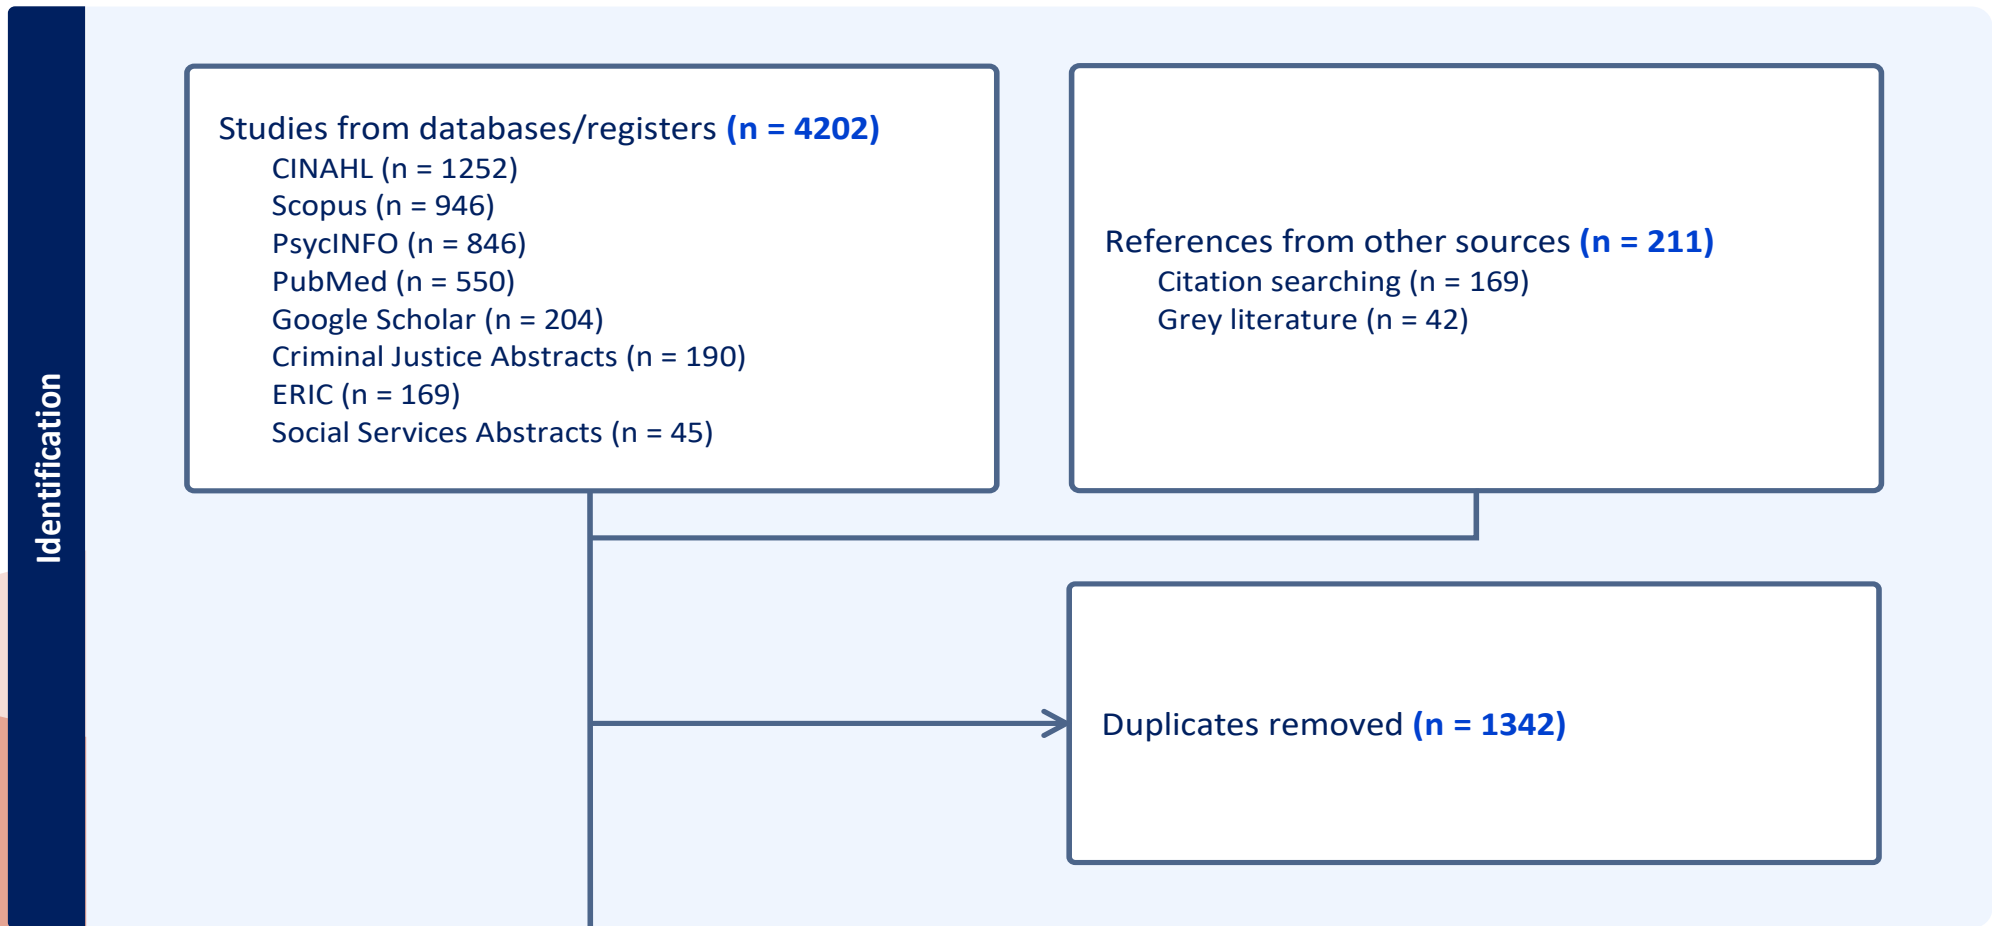 Identification
Studies from databases/registers (n = 4202)
CINAHL (n = 1252)
Scopus (n = 946)
PsycINFO (n = 846)
PubMed (n = 550)
Google Scholar (n = 204)
Criminal Justice Abstracts (n = 190)
ERIC (n = 169)
Social Services Abstracts (n = 45)
References from other sources (n = 211)
Citation searching (n = 169)
Grey literature (n = 42)
Duplicates removed (n = 1342)